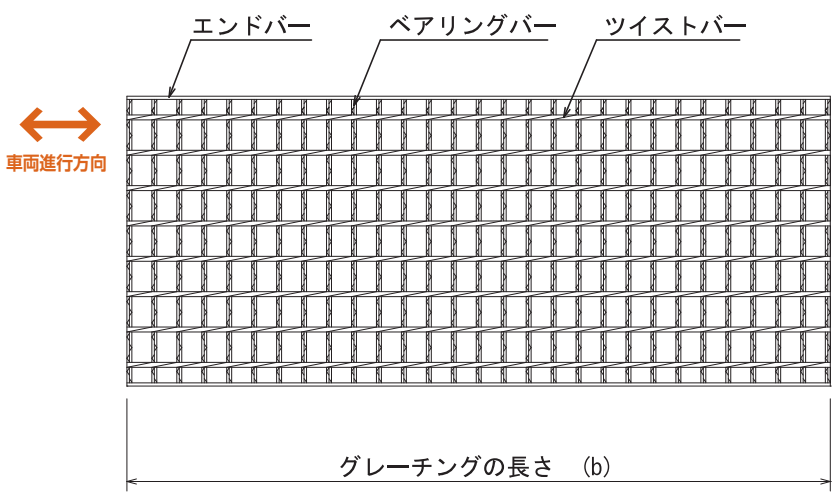 エンドバー
ベアリングバー
ツイストバー
車両進行方向
グレーチングの長さ (b)